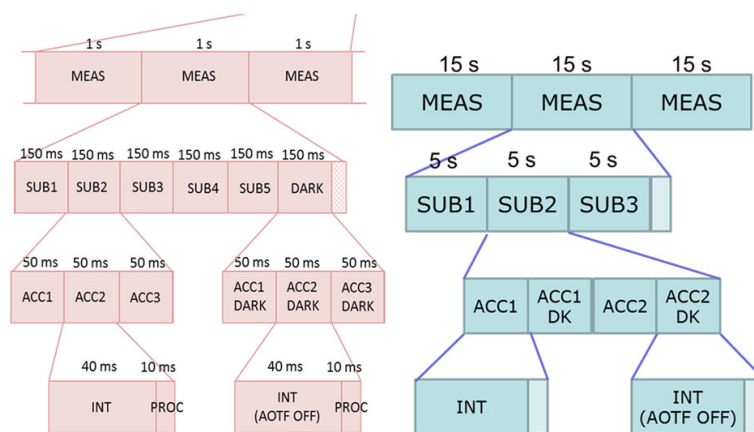 1 s 1 s 1 s
MEAS MEAS MEAS
150 ms 150 ms 150 ms 150 ms 150 ms 150 ms
SUB1 SUB2 SUB3 SUB4 SUB5 DARK
50 ms 50 ms 50 ms
ACC1 ACC2 ACC3
50 ms 50 ms 50 ms
ACC1 DARK ACC2 DARK ACC3 DARK
40 ms 10 ms
INT PROC
40 ms 10 ms
INT PROC
(AOTF OFF)
15 s 15 s 15 s
MEAS MEAS MEAS
5 s 5 s 5 s
SUB1 SUB2 SUB3
ACC1 ACC1 DK ACC2 ACC2 DK
INT
INT
(AOTF OFF)